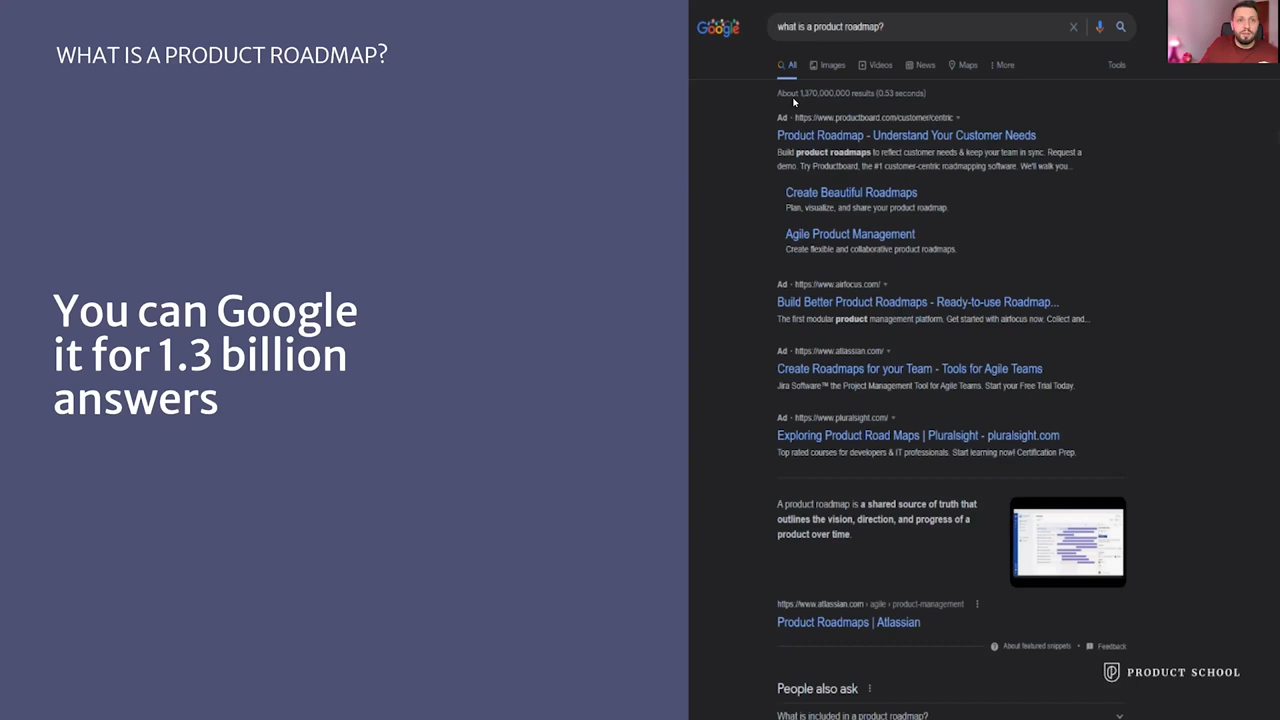 WHAT IS A PRODUCT ROADMAP?
You can Google
it for 1.3 billion
answers
Google
what is a product roadmap?
All
Images
Videos
News
Maps
More
Tools
About 1,370,000,000 results (0.53 seconds)
Ad · https://www.productboard.com/customer/centric
Product Roadmap - Understand Your Customer Needs
Build product roadmaps to reflect customer needs & keep your team in sync. Request a
demo. Try Productboard, the #1 customer-centric roadmapping software. We'll walk you...
Create Beautiful Roadmaps
Plan, visualize, and share your product roadmap.
Agile Product Management
Create flexible and collaborative product roadmaps.
Ad · https://www.airfocus.com/
Build Better Product Roadmaps - Ready-to-use Roadmap...
The first modular product management platform. Get started with airfocus now. Collect and...
Ad · https://www.atlassian.com/
Create Roadmaps for your Team - Tools for Agile Teams
Jira Software™ the Project Management Tool for Agile Teams. Start your Free Trial Today.
Ad · https://www.pluralsight.com/
Exploring Product Road Maps | Pluralsight - pluralsight.com
Top rated courses for developers & IT professionals. Start learning now! Certification Prep.
A product roadmap is a shared source of truth that
outlines the vision, direction, and progress of a
product over time.
https://www.atlassian.com › agile › product-management
Product Roadmaps | Atlassian
About featured snippets • Feedback
PRODUCT SCHOOL
People also ask
What is included in a product roadmap?